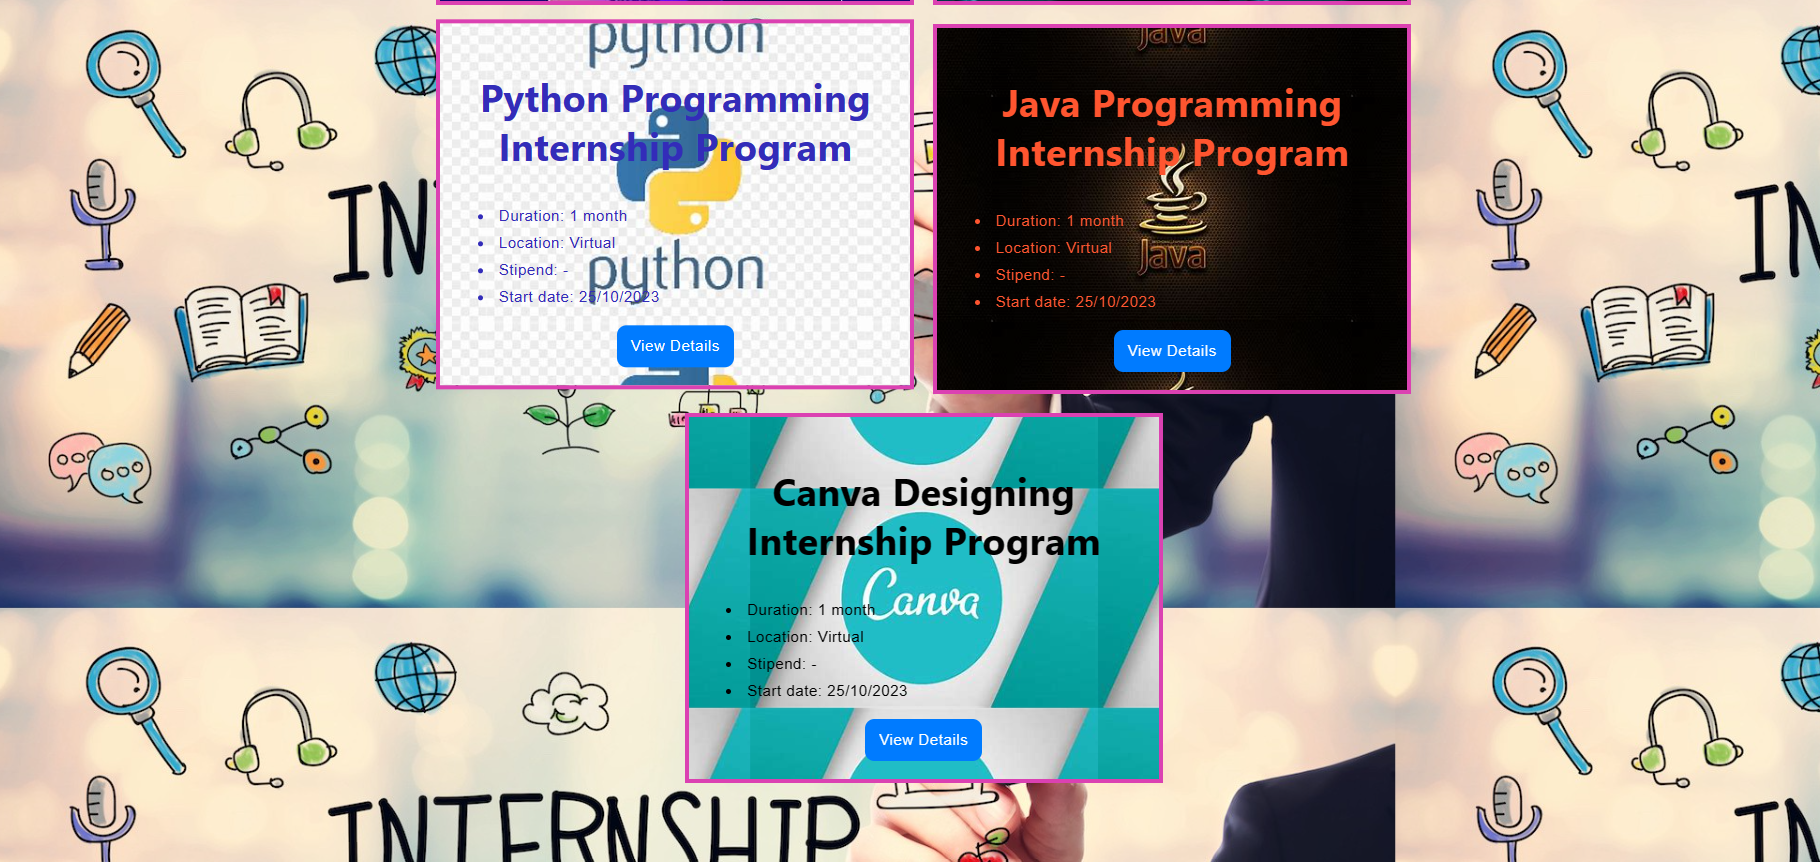 python
Python Programming
Internship Program
Duration: 1 month
Location: Virtual
Stipend: -
python
Start date: 25/10/2023
View Details
Java
Java Programming
Internship Program
Duration: 1 month
Location: Virtual
Stipend: -
Java
Start date: 25/10/2023
View Details
IN
IN
Canva Designing
Internship Program
Canva
Duration: 1 month
Location: Virtual
Stipend: -
Start date: 25/10/2023
View Details
INTERNSHIP
IN